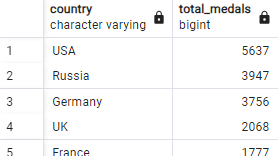 country total_medals
character varying bigint
1 USA 5637
2 Russia 3947
3 Germany 3756
4 UK 2068
5 France 1777